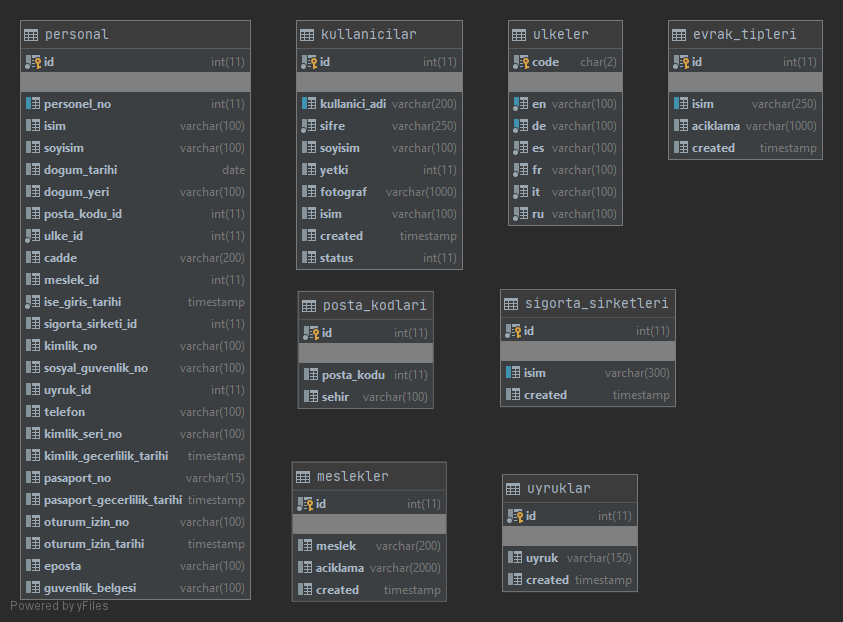 personal
id int(11)
personel_no int(11)
isim varchar(100)
soyisim varchar(100)
dogum_tarihi date
dogum_yeri varchar(100)
posta_kodu_id int(11)
ulke_id int(11)
cadde varchar(200)
meslek_id int(11)
ise_giris_tarihi timestamp
sigorta_sirketi_id int(11)
kimlik_no varchar(100)
sosyal_guvenlik_no varchar(100)
uyruk_id int(11)
telefon varchar(100)
kimlik_seri_no varchar(100)
kimlik_gecerlilik_tarihi timestamp
pasaport_no varchar(15)
pasaport_gecerlilik_tarihi timestamp
oturum_izin_no varchar(100)
oturum_izin_tarihi timestamp
eposta varchar(100)
guvenlik_belgesi varchar(100)
kullanicilar
id int(11)
kullanici_adi varchar(200)
sifre varchar(250)
soyisim varchar(100)
yetki int(11)
fotograf varchar(1000)
isim varchar(100)
created timestamp
status int(11)
ulkeler
code char(2)
en varchar(100)
de varchar(100)
es varchar(100)
fr varchar(100)
it varchar(100)
ru varchar(100)
evrak_tipleri
id int(11)
isim varchar(250)
aciklama varchar(1000)
created timestamp
posta_kodlari
id int(11)
posta_kodu int(11)
sehir varchar(100)
sigorta_sirketleri
id int(11)
isim varchar(300)
created timestamp
meslekler
id int(11)
meslek varchar(200)
aciklama varchar(2000)
created timestamp
uyruklar
id int(11)
uyruk varchar(150)
created timestamp
Powered by yFiles